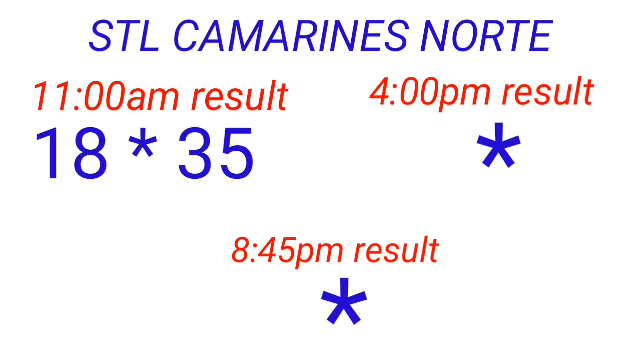 STL CAMARINES NORTE
11:00am result
18 * 35
4:00pm result
*
8:45pm result
*